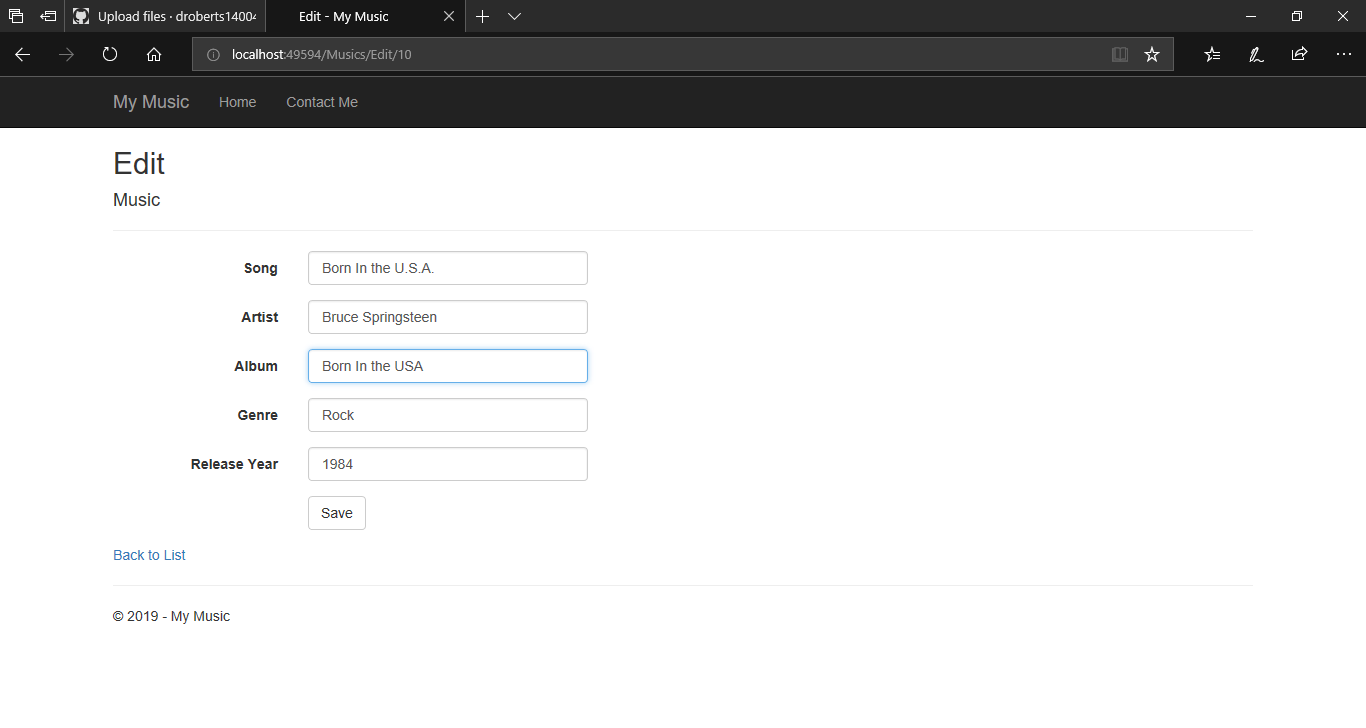 Upload files · droberts1400
Edit - My Music
localhost:49594/Musics/Edit/10
My Music Home Contact Me
Edit
Music
Song Born In the U.S.A.
Artist Bruce Springsteen
Album Born In the USA
Genre Rock
Release Year 1984
Save
Back to List
© 2019 - My Music